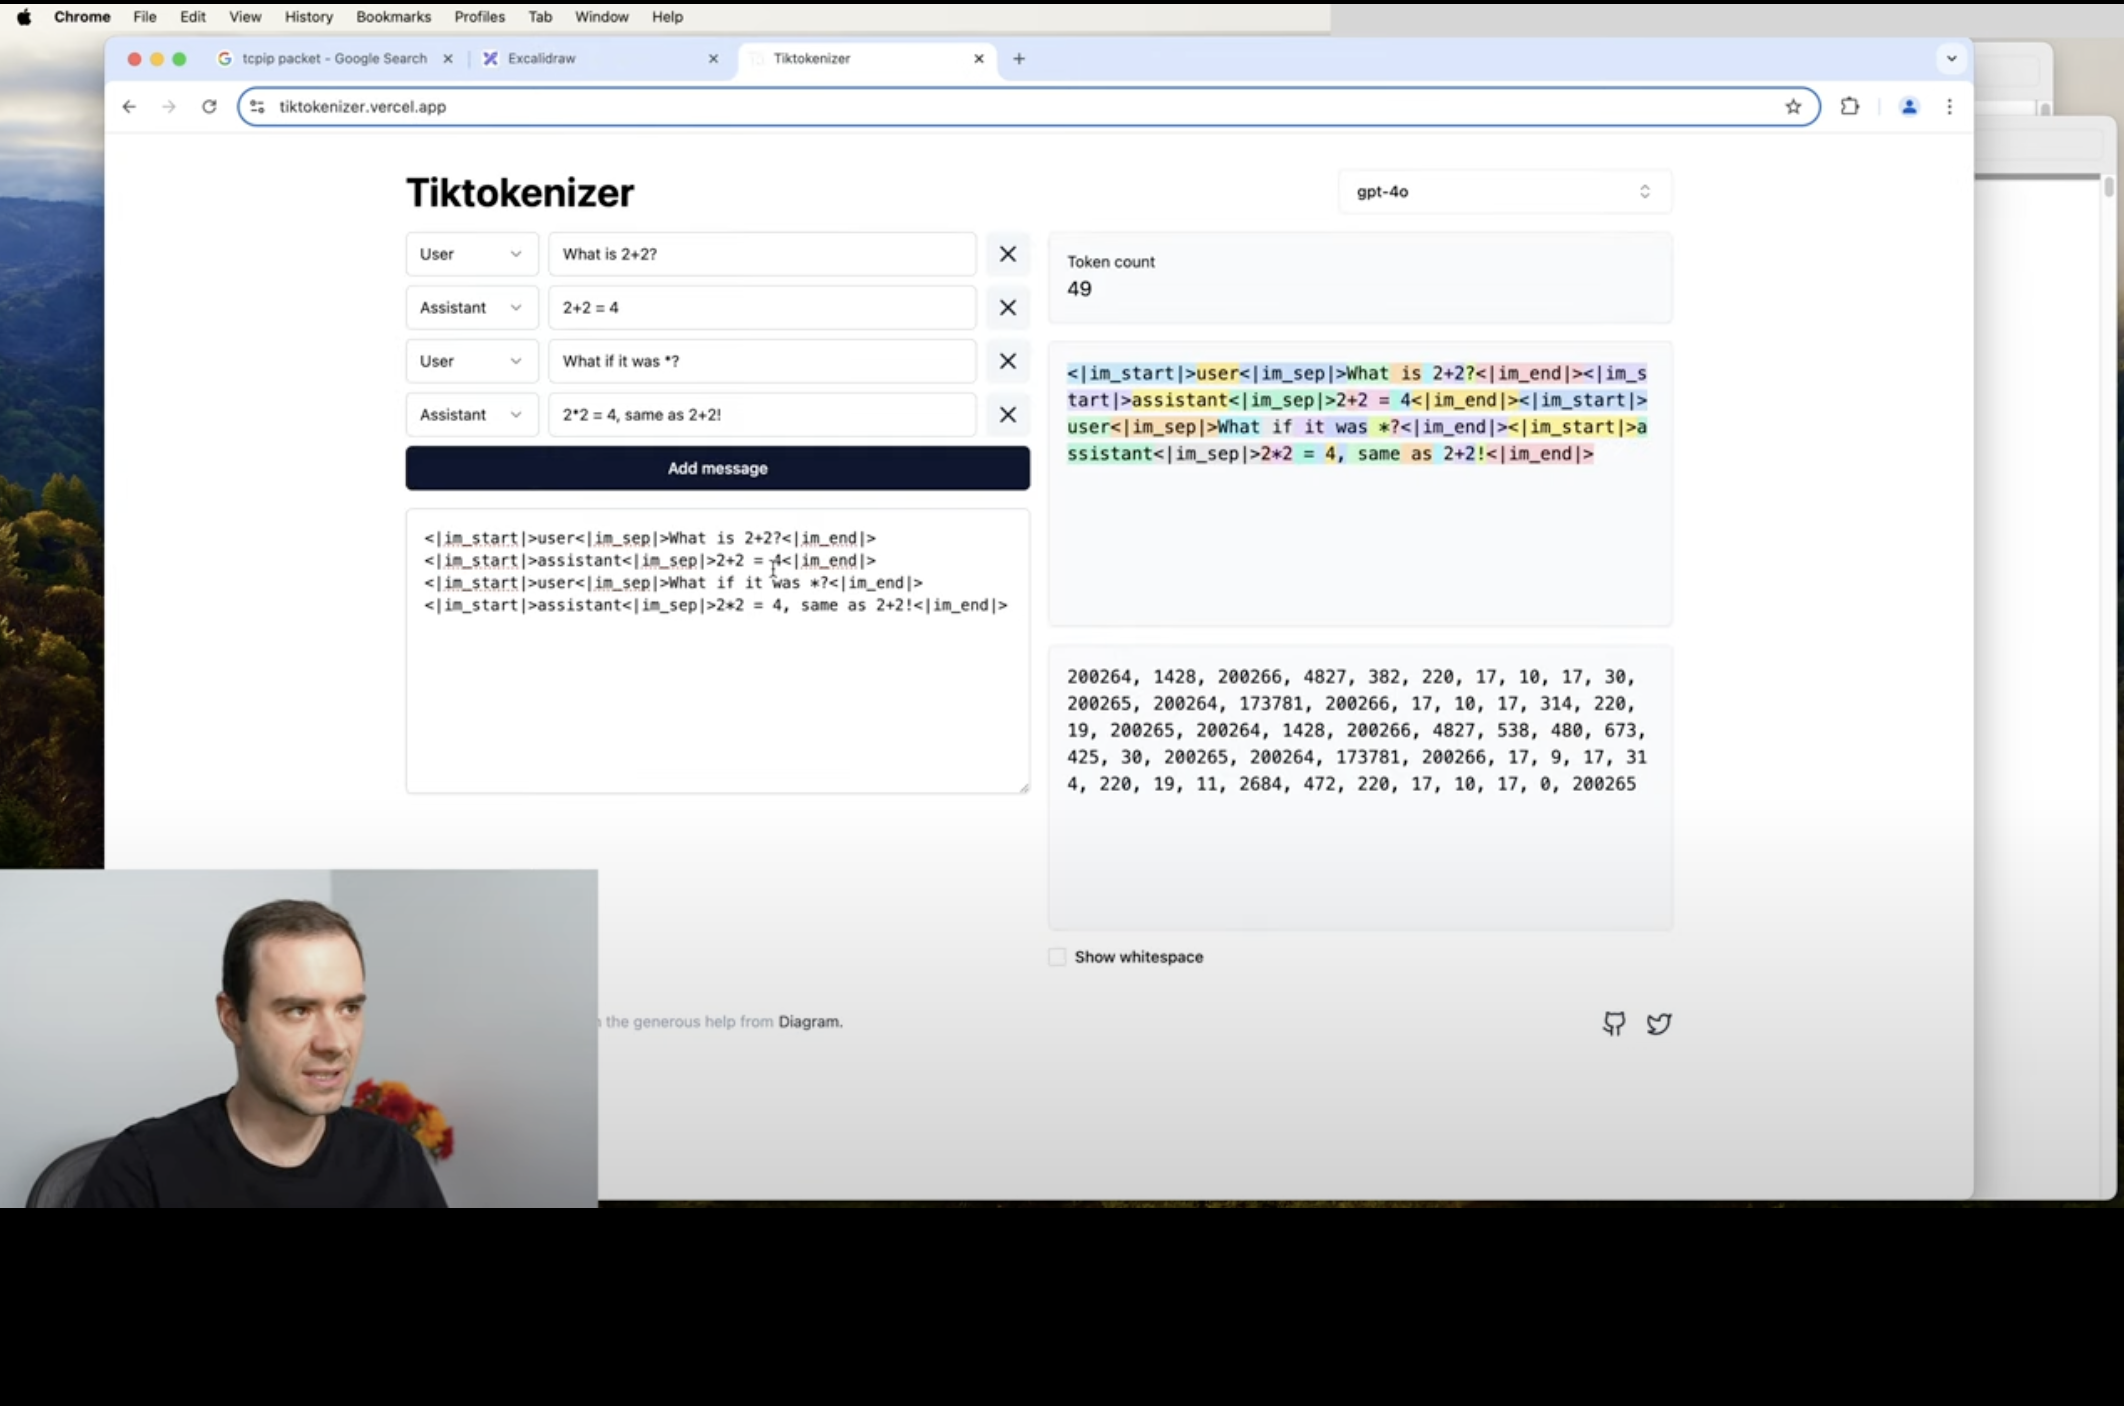 Chrome File Edit View History Bookmarks Profiles Tab Window Help
tcpip packet - Google Search Excalidraw Tiktokenizer
tiktokenizer.vercel.app
Tiktokenizer
gpt-4o
User What is 2+2?
Assistant 2+2 = 4
User What if it was *?
Assistant 2*2 = 4, same as 2+2!
Add message
<|im_start|>user<|im_sep|>What is 2+2?<|im_end|>
<|im_start|>assistant<|im_sep|>2+2 = 4<|im_end|>
<|im_start|>user<|im_sep|>What if it was *?<|im_end|>
<|im_start|>assistant<|im_sep|>2*2 = 4, same as 2+2!<|im_end|>
Token count
49
<|im_start|>user<|im_sep|>What is 2+2?<|im_end|><|im_s
tart|>assistant<|im_sep|>2+2 = 4<|im_end|><|im_start|>
user<|im_sep|>What if it was *?<|im_end|><|im_start|>a
ssistant<|im_sep|>2*2 = 4, same as 2+2!<|im_end|>
200264, 1428, 200266, 4827, 382, 220, 17, 10, 17, 30,
200265, 200264, 173781, 200266, 17, 10, 17, 314, 220,
19, 200265, 200264, 1428, 200266, 4827, 538, 480, 673,
425, 30, 200265, 200264, 173781, 200266, 17, 9, 17, 31
4, 220, 19, 11, 2684, 472, 220, 17, 10, 17, 0, 200265
Show whitespace
the generous help from Diagram.